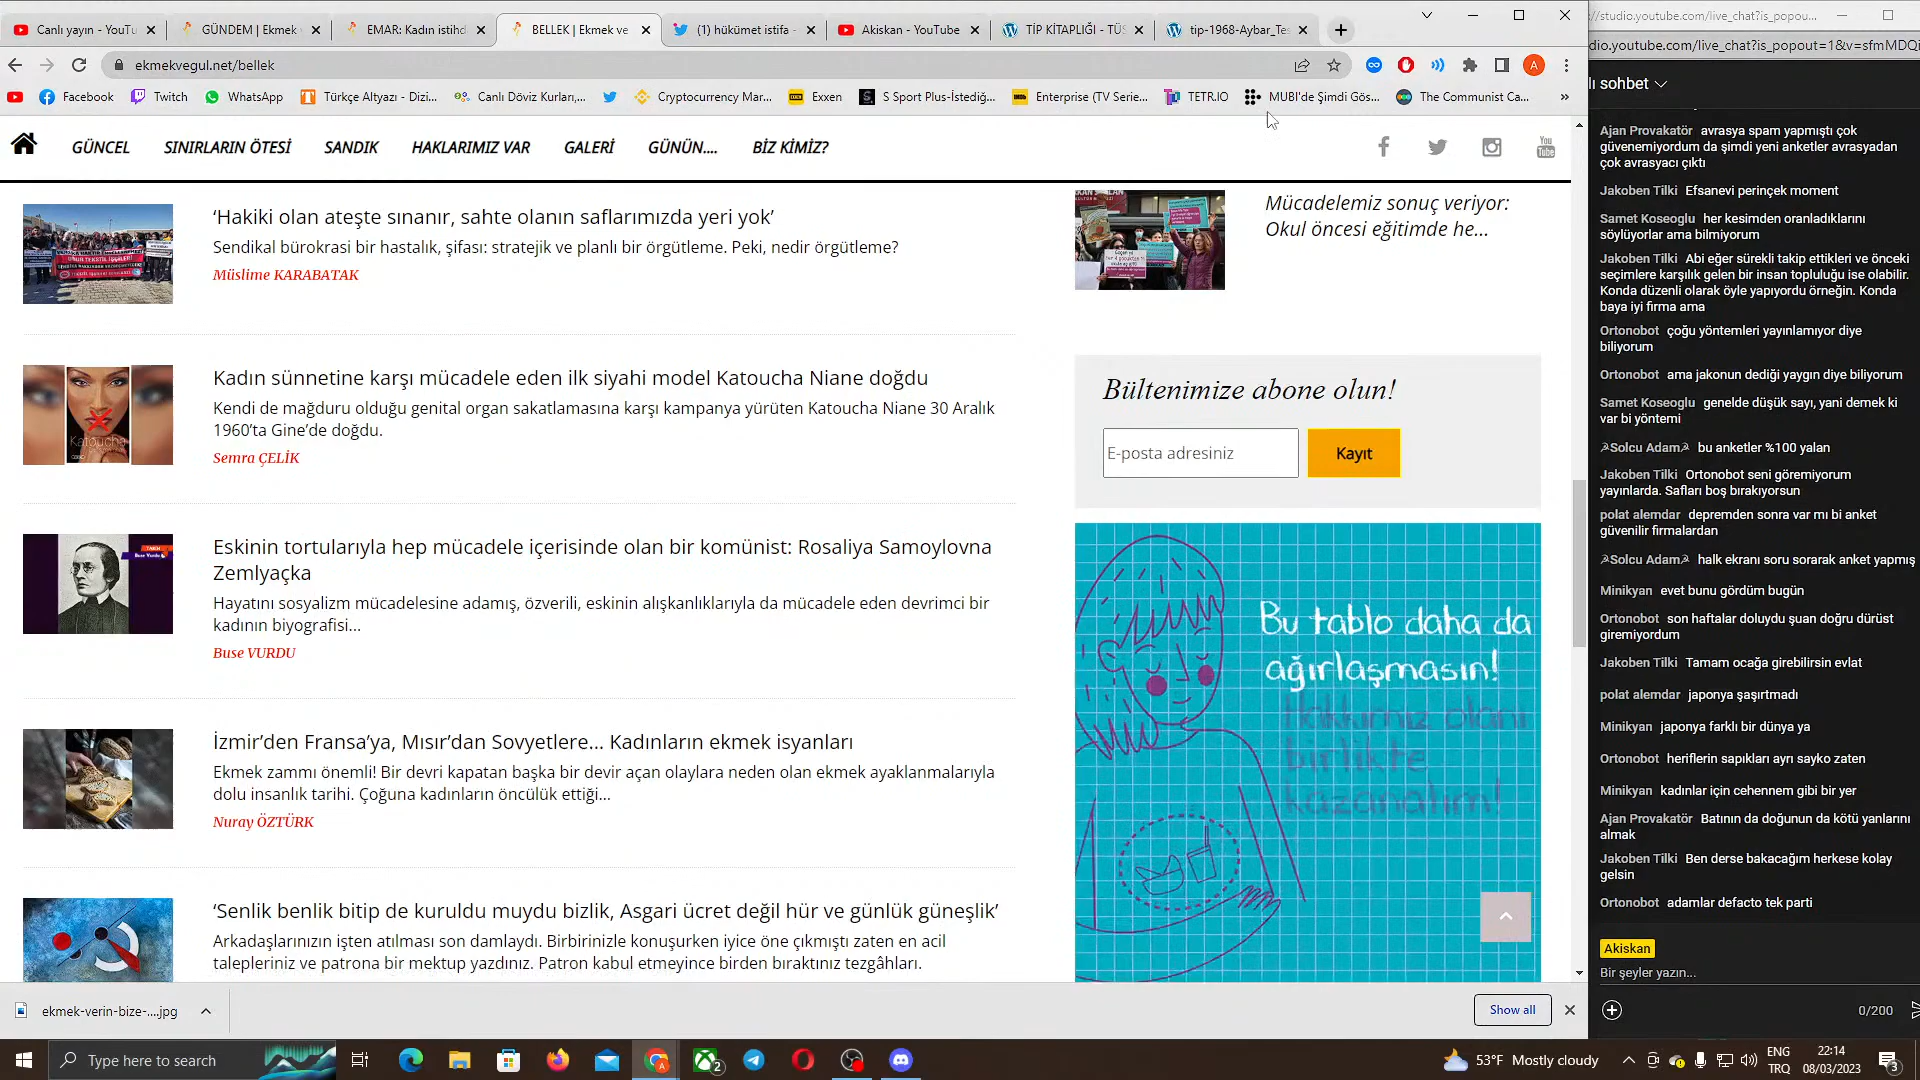 Canlı yayın - YouTu
GÜNDEM | Ekmek
EMAR: Kadın istihd
BELLEK | Ekmek ve
(1) hükümet istifa -
Akiskan - YouTube
TİP KİTAPLIĞI - TÜS
tip-1968-Aybar_Tes
ekmekvegul.net/bellek
A
Facebook
Twitch
WhatsApp
Türkçe Altyazı - Dizi...
Canlı Döviz Kurları,...
Cryptocurrency Mar...
Exxen
S Sport Plus-İstediğ...
Enterprise (TV Serie...
TETR.IO
MUBI'de Şimdi Gös...
The Communist Ca...
»
GÜNCEL
SINIRLARIN ÖTESİ
SANDIK
HAKLARIMIZ VAR
GALERİ
GÜNÜN....
BİZ KİMİZ?
You
Tube
‘Hakiki olan ateşte sınanır, sahte olanın saflarımızda yeri yok’
Sendikal bürokrasi bir hastalık, şifası: stratejik ve planlı bir örgütleme. Peki, nedir örgütleme?
Müslime KARABATAK
Kadın sünnetine karşı mücadele eden ilk siyahi model Katoucha Niane doğdu
Kendi de mağduru olduğu genital organ sakatlamasına karşı kampanya yürüten Katoucha Niane 30 Aralık
1960’ta Gine’de doğdu.
Semra ÇELİK
Katoucha
Eskinin tortularıyla hep mücadele içerisinde olan bir komünist: Rosaliya Samoylovna
Zemlyaçka
Hayatını sosyalizm mücadelesine adamış, özverili, eskinin alışkanlıklarıyla da mücadele eden devrimci bir
kadının biyografisi...
Buse VURDU
İzmir’den Fransa’ya, Mısır’dan Sovyetlere... Kadınların ekmek isyanları
Ekmek zammı önemli! Bir devri kapatan başka bir devir açan olaylara neden olan ekmek ayaklanmalarıyla
dolu insanlık tarihi. Çoğuna kadınların öncülük ettiği...
Nuray ÖZTÜRK
‘Senlik benlik bitip de kuruldu muydu bizlik, Asgari ücret değil hür ve günlük güneşlik’
Arkadaşlarınızın işten atılması son damlaydı. Birbirinizle konuşurken iyice öne çıkmıştı zaten en acil
talepleriniz ve patrona bir mektup yazdınız. Patron kabul etmeyince birden bıraktınız tezgâhları.
Mücadelemiz sonuç veriyor:
Okul öncesi eğitimde he...
Bültenimize abone olun!
E-posta adresiniz
Kayıt
Bu tablo daha da
ağırlaşmasın!
Hakkımız olanı
birlikte
kazanalım!
://studio.youtube.com/live_chat?is_popou...
dio.youtube.com/live_chat?is_popout=1&v=sfmMDQi
lı sohbet
Ajan Provakatör avrasya spam yapmıştı çok
güvenemiyordum da şimdi yeni anketler avrasyadan
çok avrasyacı çıktı
Jakoben Tilki Efsanevi perinçek moment
Samet Koseoglu her kesimden oranladıklarını
söylüyorlar ama bilmiyorum
Jakoben Tilki Abi eğer sürekli takip ettikleri ve önceki
seçimlere karşılık gelen bir insan topluluğu ise olabilir.
Konda düzenli olarak öyle yapıyordu örneğin. Konda
baya iyi firma ama
Ortonobot çoğu yöntemleri yayınlamıyor diye
biliyorum
Ortonobot ama jakonun dediği yaygın diye biliyorum
Samet Koseoglu genelde düşük sayı, yani demek ki
var bi yöntemi
☭Solcu Adam☭ bu anketler %100 yalan
Jakoben Tilki Ortonobot seni göremiyorum
yayınlarda. Safları boş bırakıyorsun
polat alemdar depremden sonra var mı bi anket
güvenilir firmalardan
☭Solcu Adam☭ halk ekranı soru sorarak anket yapmış
Minikyan evet bunu gördüm bugün
Ortonobot son haftalar doluydu şuan doğru dürüst
giremiyordum
Jakoben Tilki Tamam ocağa girebilirsin evlat
polat alemdar japonya şaşırtmadı
Minikyan japonya farklı bir dünya ya
Ortonobot heriflerin sapıkları ayrı sayko zaten
Minikyan kadınlar için cehennem gibi bir yer
Ajan Provakatör Batının da doğunun da kötü yanlarını
almak
Jakoben Tilki Ben derse bakacağım herkese kolay
gelsin
Ortonobot adamlar defacto tek parti
Akiskan
Bir şeyler yazın...
0/200
ekmek-verin-bize-....jpg
Show all
Type here to search
2
53°F Mostly cloudy
ENG
TRQ
22:14
08/03/2023
3